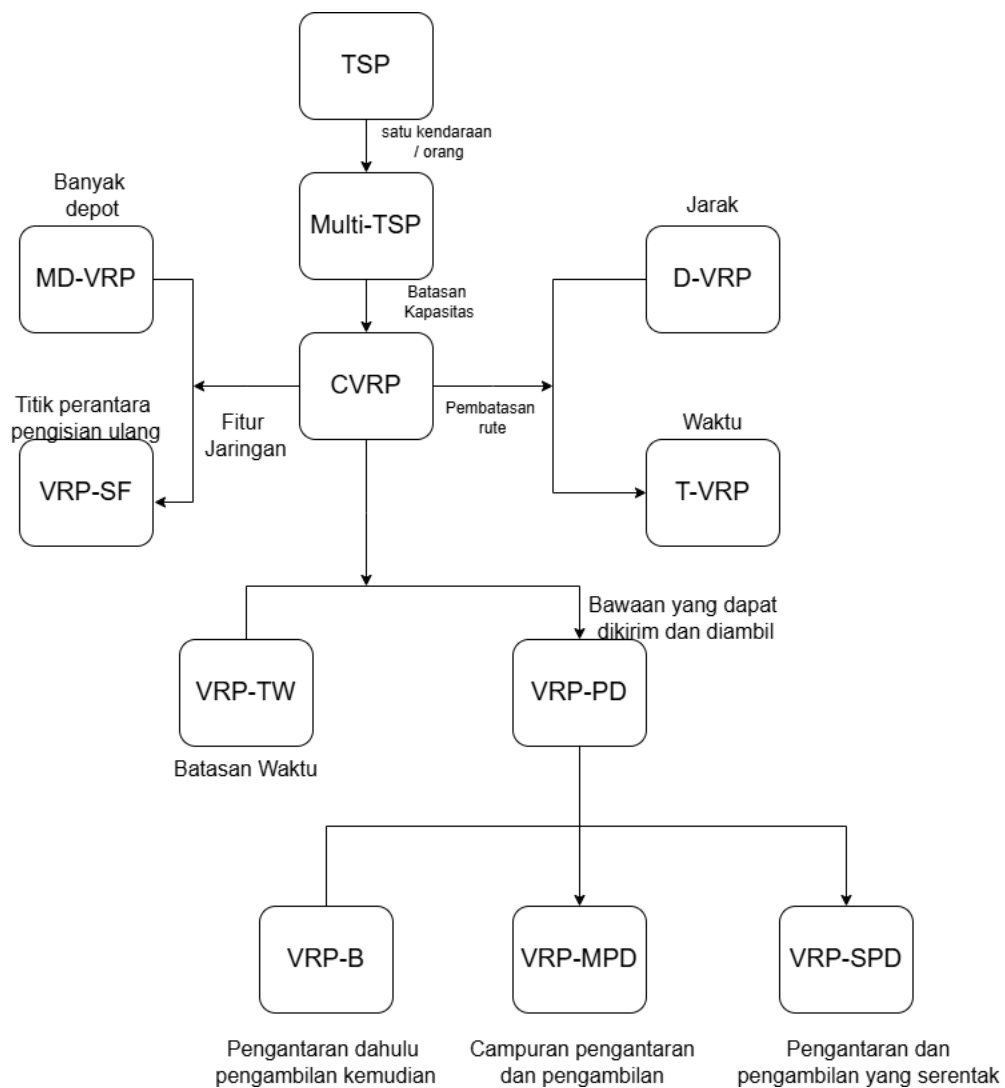 TSP
satu kendaraan
/ orang
Banyak
depot
Multi-TSP
Jarak
MD-VRP
D-VRP
Batasan
Kapasitas
CVRP
Titik perantara
pengisian ulang
Fitur
Jaringan
Pembatasan
rute
Waktu
VRP-SF
T-VRP
Bawaan yang dapat
dikirim dan diambil
VRP-TW
VRP-PD
Batasan Waktu
VRP-B
VRP-MPD
VRP-SPD
Pengantaran dahulu
pengambilan kemudian
Campuran pengantaran
dan pengambilan
Pengantaran dan
pengambilan yang serentak